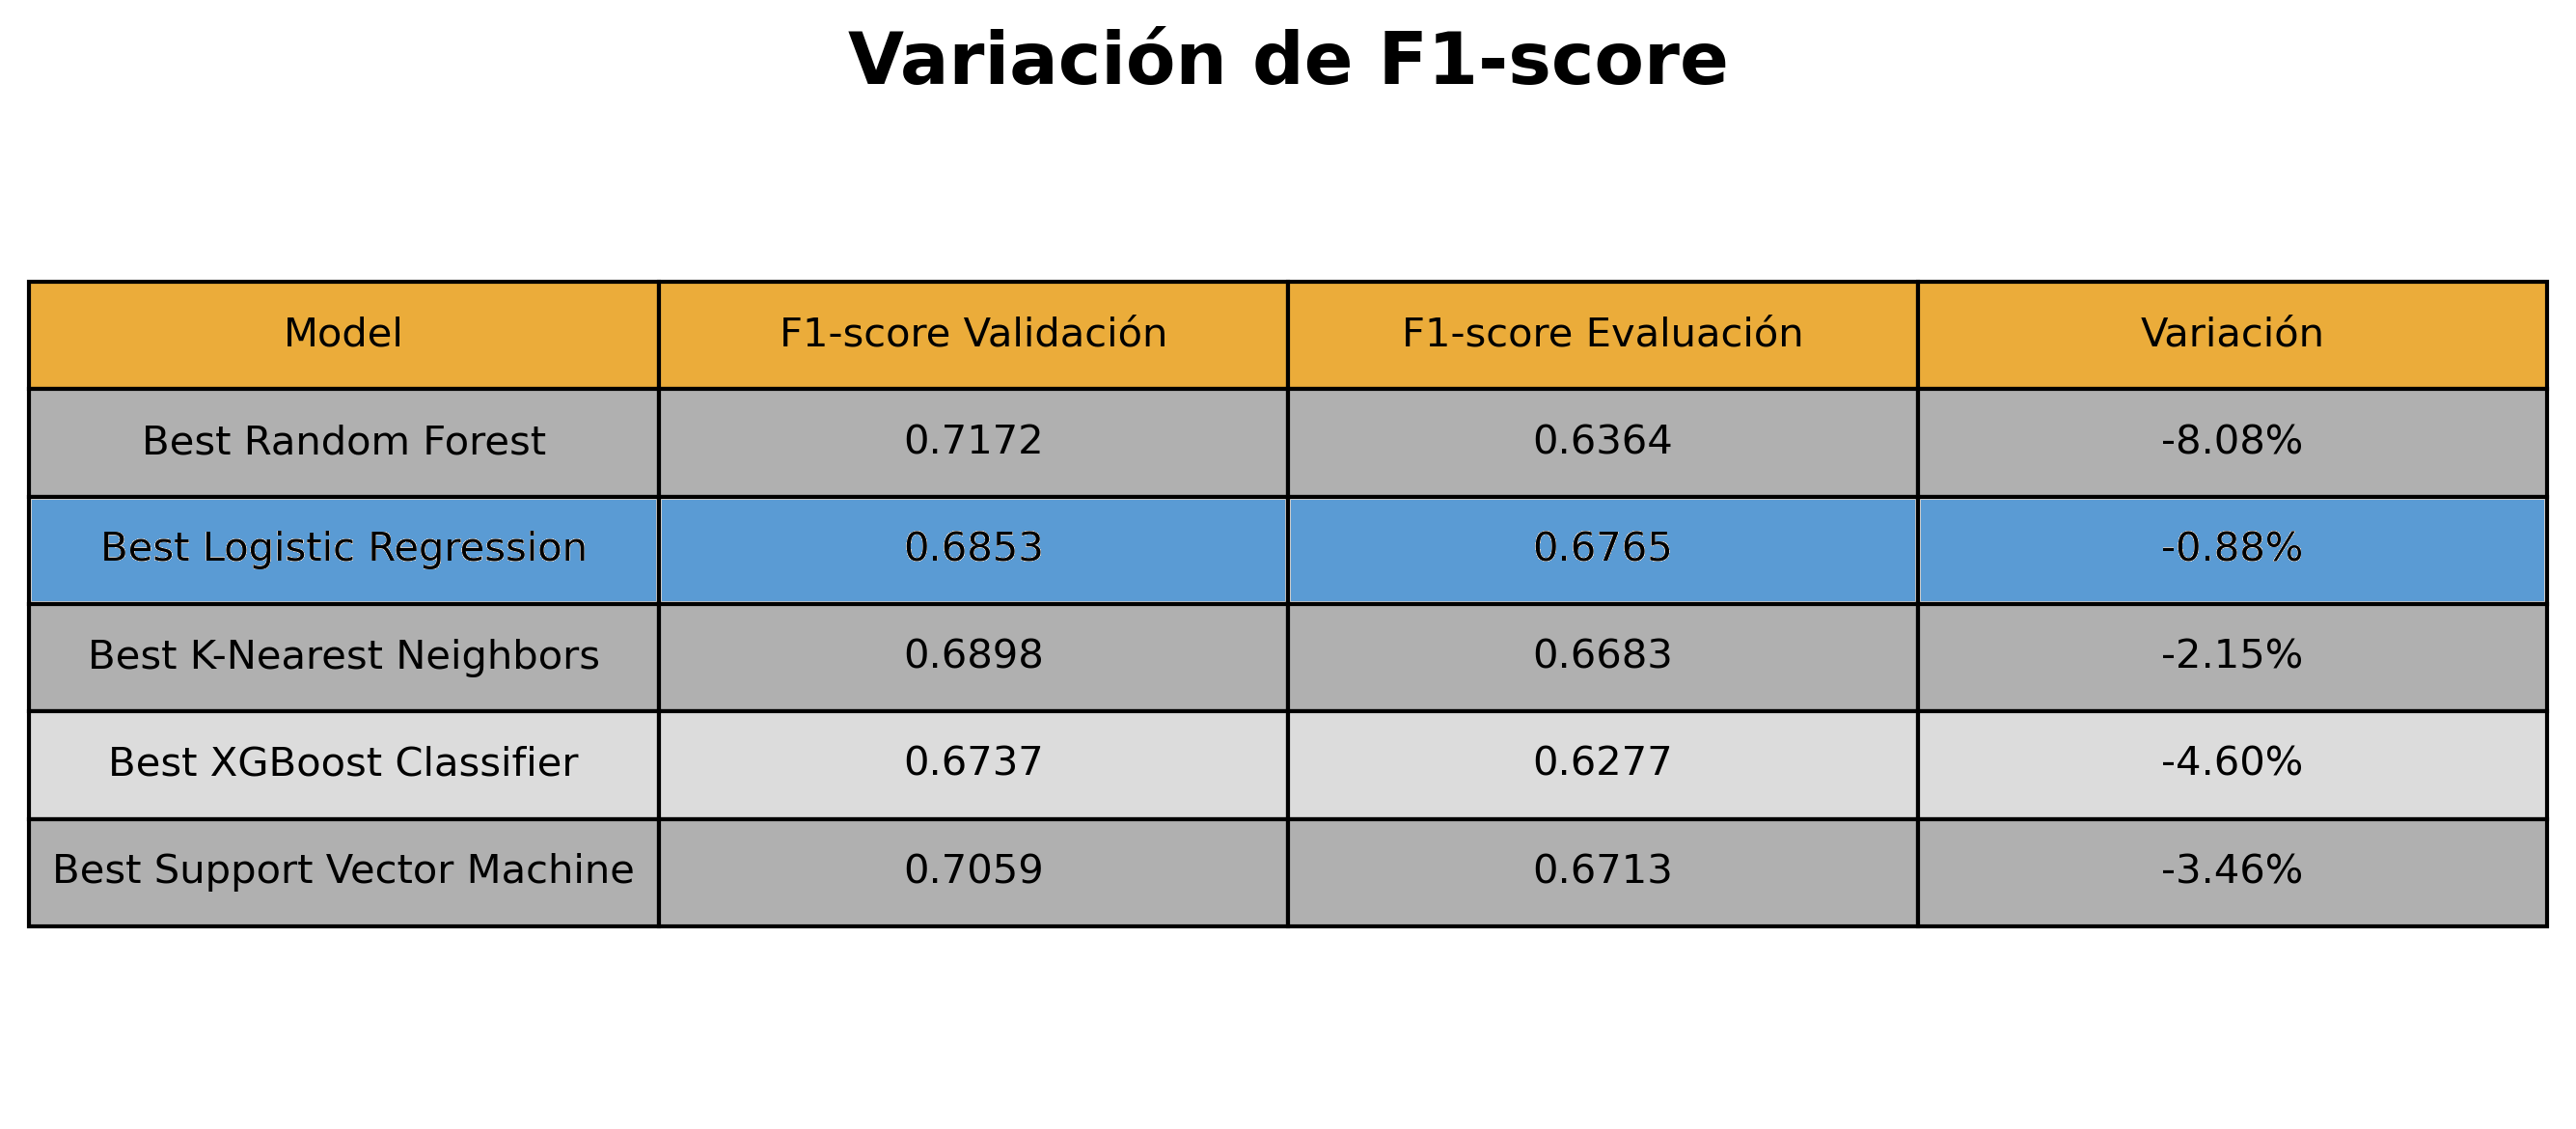 Variación de F1-score
Model F1-score Validación F1-score Evaluación Variación
Best Random Forest 0.7172 0.6364 -8.08%
Best Logistic Regression 0.6853 0.6765 -0.88%
Best K-Nearest Neighbors 0.6898 0.6683 -2.15%
Best XGBoost Classifier 0.6737 0.6277 -4.60%
Best Support Vector Machine 0.7059 0.6713 -3.46%